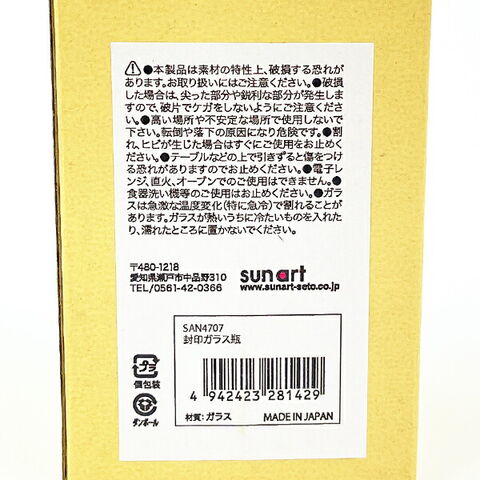 ⚠●本製品は素材の特性上、破損する恐れが
あります。お取り扱いにはご注意ください。●破損
した場合は、尖った部分や鋭利な部分が発生しま
すので、破片でケガをしないようにご注意ください。
●高い場所や不安定な場所で使用しないで
下さい。転倒や落下の原因になり危険です。●割
れ、ヒビが生じた場合はすぐにご使用をお止めく
ださい。●テーブルなどの上で引きずると傷をつけ
る恐れがありますのでお止めください。●電子レ
ンジ、直火、オーブンでのご使用はできません。●
食器洗い機等のご使用はお止めください。●ガラ
スは急激な温度変化(特に急冷)で割れることが
あります。ガラスが熱いうちに冷たいものを入れた
り、濡れたところに置かないでください。
〒480-1218
愛知県瀬戸市中品野310
TEL/0561-42-0366
sunart
www.sunart-seto.co.jp
SAN4707
封印ガラス瓶
4 942423 281429
材質:ガラス MADE IN JAPAN
プラ
個包装
ダンボール